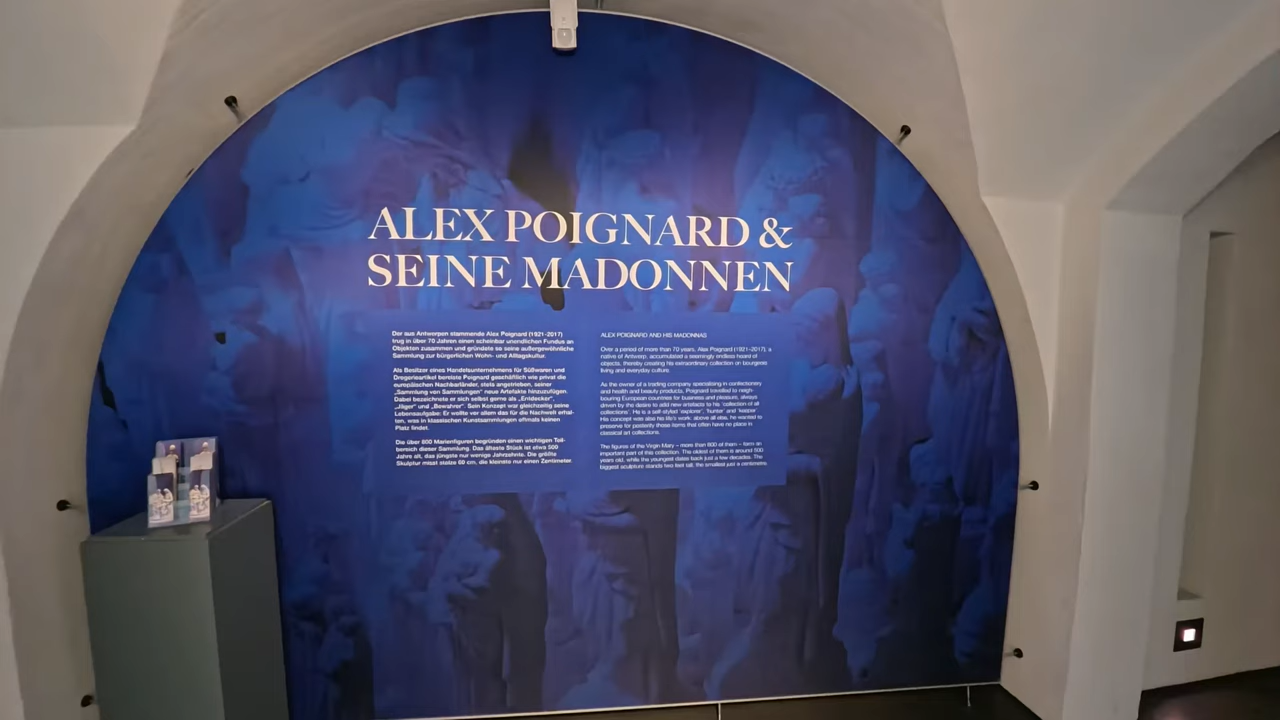 ALEX POIGNARD &
SEINE MADONNEN
Der aus Antwerpen stammende Alex Poignard (1921-2017)
trug in über 70 Jahren einen scheinbar unendlichen Fundus an
Objekten zusammen und gründete so seine außergewöhnliche
Sammlung zur bürgerlichen Wohn- und Alltagskultur.
Als Besitzer eines Handelsunternehmens für Süßwaren und
Drogerieartikel bereiste Poignard geschäftlich wie privat die
europäischen Nachbarländer, stets angetrieben, seiner
„Sammlung von Sammlungen" neue Artefakte hinzuzufügen.
Dabei bezeichnete er sich selbst gerne als „Entdecker",
„Jäger" und „Bewahrer". Sein Konzept war gleichzeitig seine
Lebensaufgabe: Er wollte vor allem das für die Nachwelt erhal-
ten, was in klassischen Kunstsammlungen oftmals keinen
Platz findet.
Die über 800 Marienfiguren begründen einen wichtigen Teil-
bereich dieser Sammlung. Das älteste Stück ist etwa 500
Jahre alt, das jüngste nur wenige Jahrzehnte. Die größte
Skulptur misst stolze 60 cm, die kleinste nur einen Zentimeter.
ALEX POIGNARD AND HIS MADONNAS
Over a period of more than 70 years, Alex Poignard (1921–2017), a
native of Antwerp, accumulated a seemingly endless hoard of
objects, thereby creating his extraordinary collection on bourgeois
living and everyday culture.
As the owner of a trading company specialising in confectionery
and health and beauty products, Poignard travelled to neigh-
bouring European countries for business and pleasure, always
driven by the desire to add new artefacts to his 'collection of all
collections'. He is a self-styled 'explorer', 'hunter' and 'keeper'.
His concept was also his life's work: above all else, he wanted to
preserve for posterity those items that often have no place in
classical art collections.
The figures of the Virgin Mary – more than 800 of them – form an
important part of this collection. The oldest of them is around 500
years old, while the youngest dates back just a few decades. The
biggest sculpture stands two feet tall, the smallest just a centimetre.